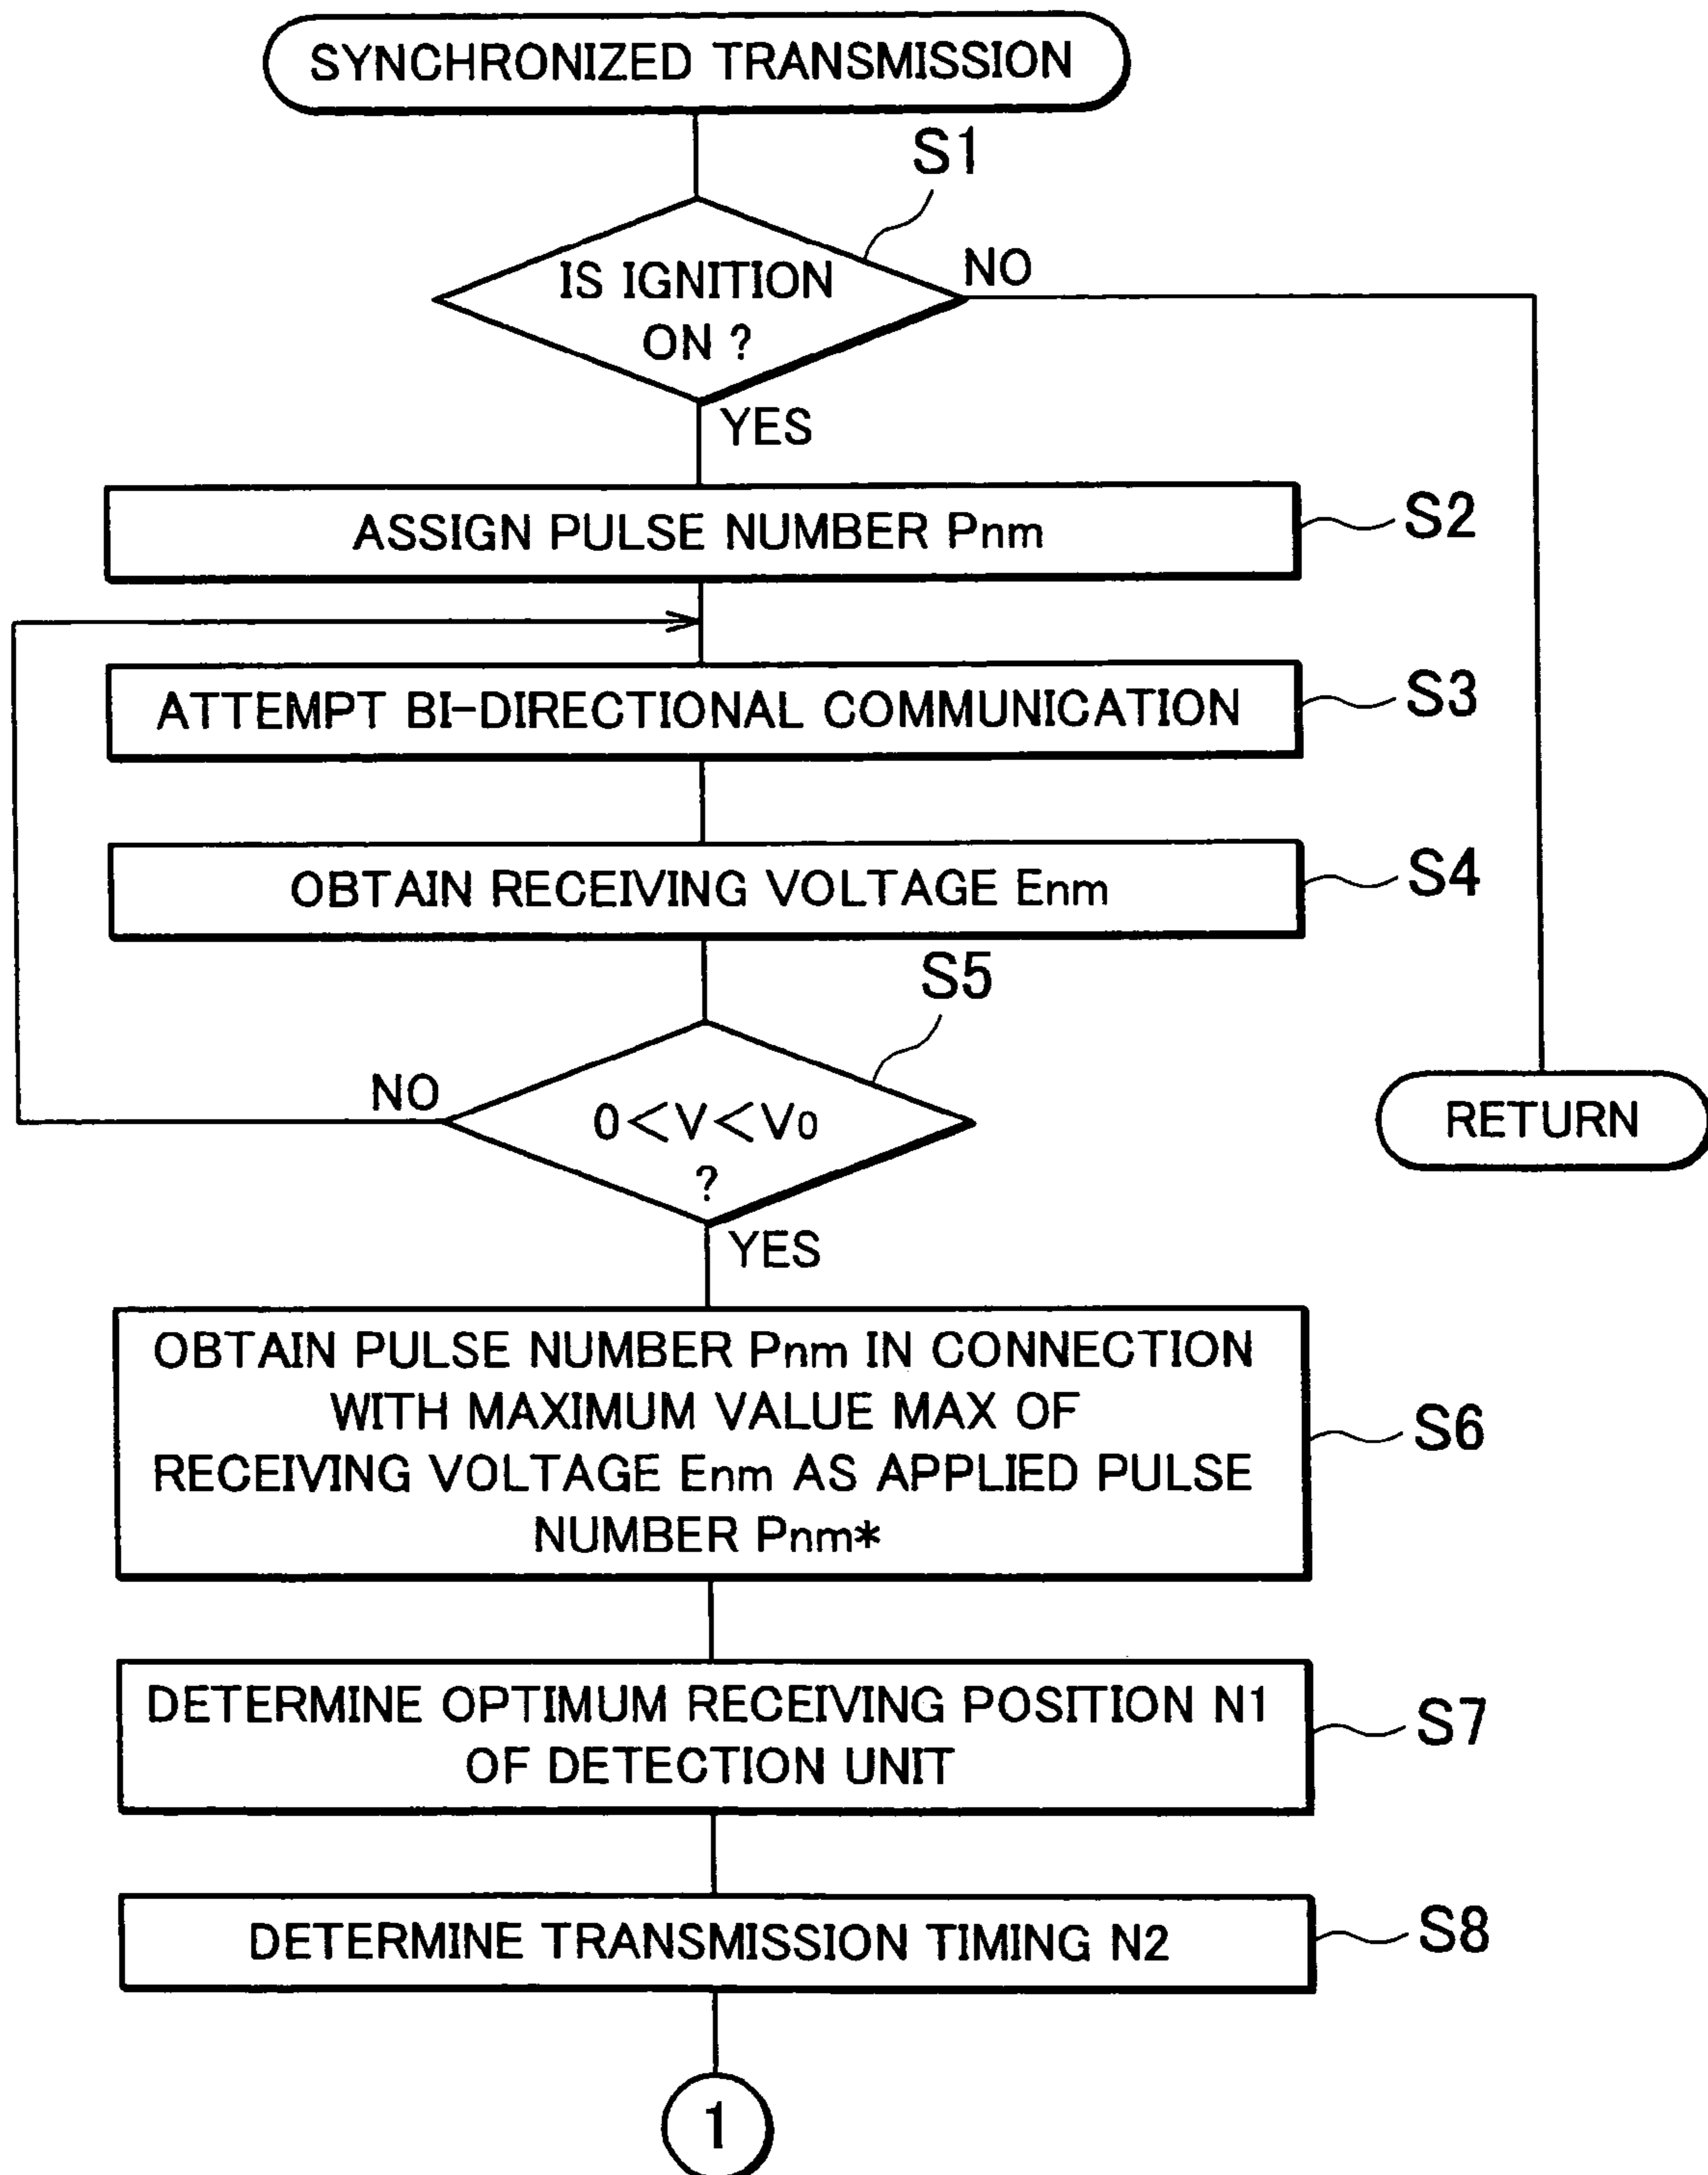 SYNCHRONIZED TRANSMISSION
S1
IS IGNITION
ON ?
NO
YES
ASSIGN PULSE NUMBER Pnm
S2
ATTEMPT BI-DIRECTIONAL COMMUNICATION
S3
OBTAIN RECEIVING VOLTAGE Enm
S4
S5
NO
0<V<V0
?
RETURN
YES
OBTAIN PULSE NUMBER Pnm IN CONNECTION
WITH MAXIMUM VALUE MAX OF
RECEIVING VOLTAGE Enm AS APPLIED PULSE
NUMBER Pnm*
S6
DETERMINE OPTIMUM RECEIVING POSITION N1
OF DETECTION UNIT
S7
DETERMINE TRANSMISSION TIMING N2
S8
1